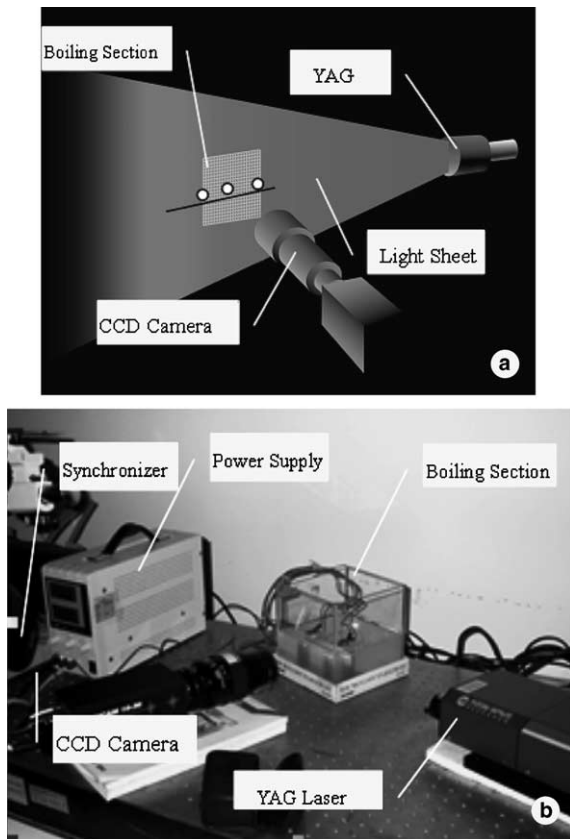 Boiling Section
YAG
Light Sheet
CCD Camera
a
Synchronizer
Power Supply
Boiling Section
CCD Camera
YAG Laser
b